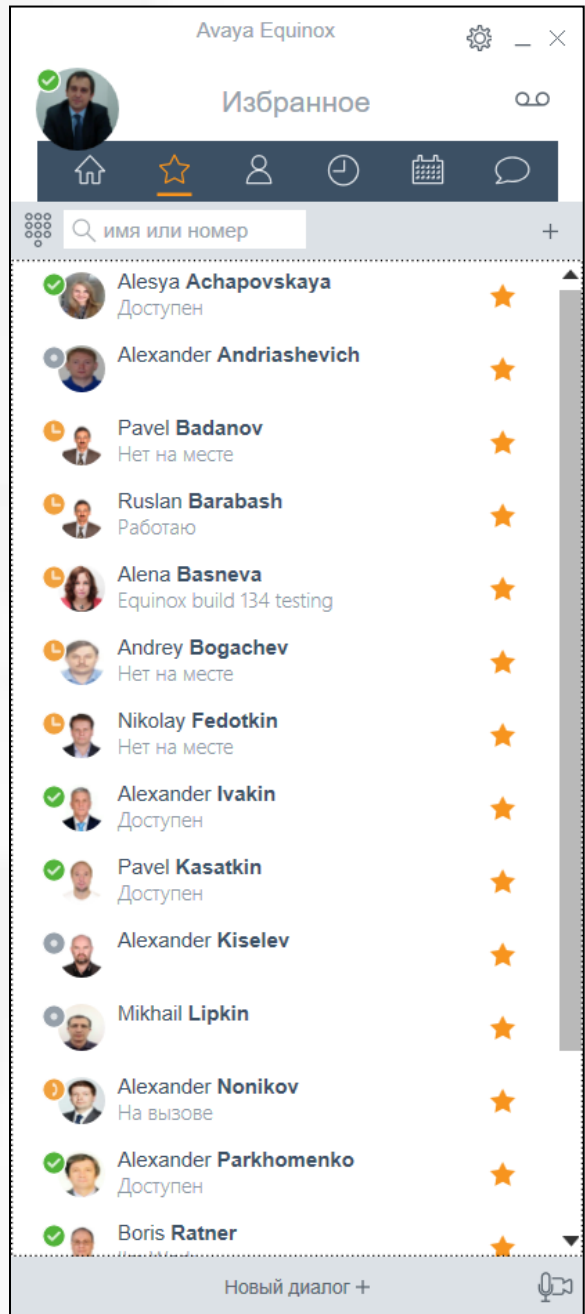 Avaya Equinox
Избранное
имя или номер
Alesya Achapovskaya
Доступен
Alexander Andriashevich
Pavel Badanov
Нет на месте
Ruslan Barabash
Работаю
Alena Basneva
Equinox build 134 testing
Andrey Bogachev
Нет на месте
Nikolay Fedotkin
Нет на месте
Alexander Ivakin
Доступен
Pavel Kasatkin
Доступен
Alexander Kiselev
Mikhail Lipkin
Alexander Nonikov
На вызове
Alexander Parkhomenko
Доступен
Boris Ratner
Новый диалог +